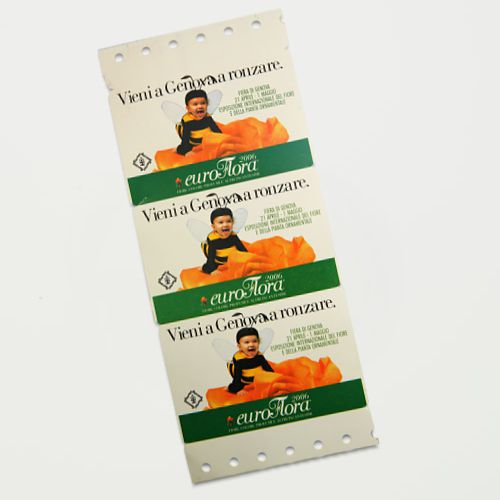 Vieni a Genova a ronzare.
FIERA DI GENOVA
21 APRILE - 1 MAGGIO
ESPOSIZIONE INTERNAZIONALE DEL FIORE
E DELLA PIANTA ORNAMENTALE
euroFlora 2006
Vieni a Genova a ronzare.
FIERA DI GENOVA
21 APRILE - 1 MAGGIO
ESPOSIZIONE INTERNAZIONALE DEL FIORE
E DELLA PIANTA ORNAMENTALE
euroFlora 2006
Vieni a Genova a ronzare.
FIERA DI GENOVA
21 APRILE - 1 MAGGIO
ESPOSIZIONE INTERNAZIONALE DEL FIORE
E DELLA PIANTA ORNAMENTALE
euroFlora 2006